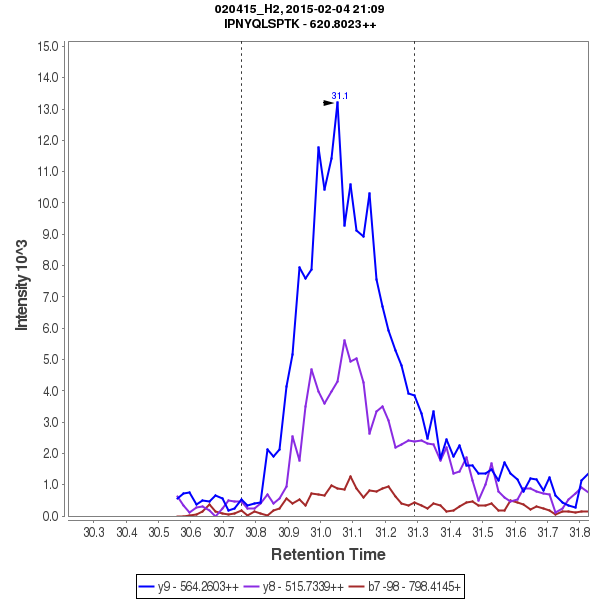 020415_H2, 2015-02-04 21:09
IPNYQLSPTK - 620.8023++
15.0
14.0
13.0
12.0
11.0
10.0
9.0
8.0
7.0
6.0
5.0
4.0
3.0
2.0
1.0
0.0
Intensity 10^3
31.1
30.3 30.4 30.5 30.7 30.8 30.9 31.0 31.1 31.2 31.3 31.4 31.5 31.6 31.7 31.8
Retention Time
y9 - 564.2603++ y8 - 515.7339++ b7 -98 - 798.4145+